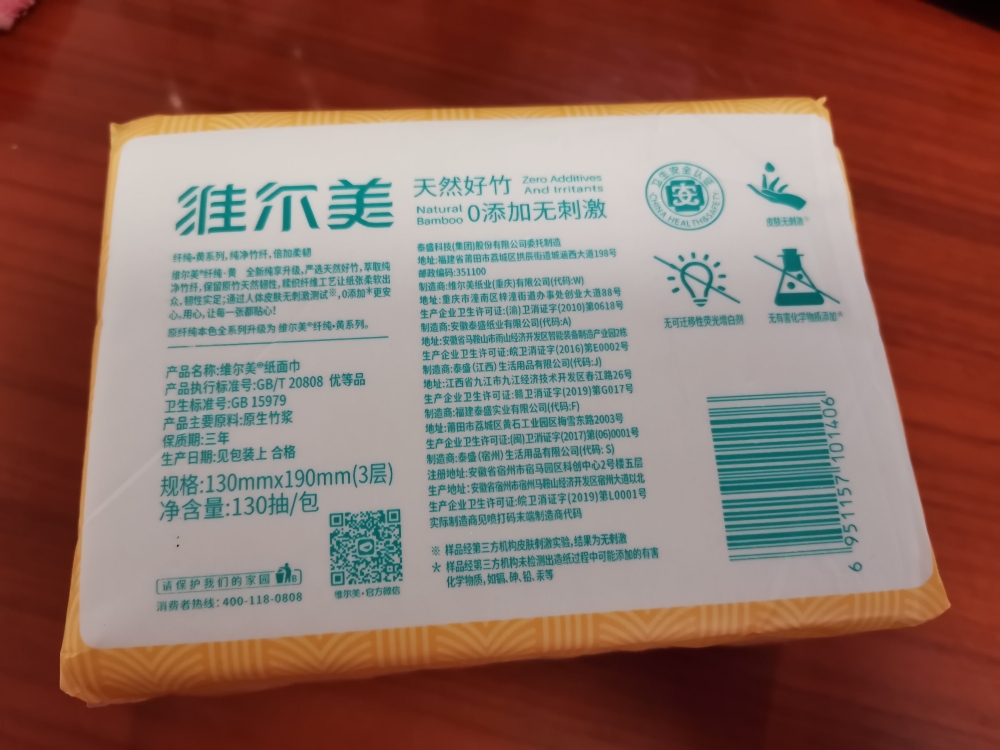 维尔美
天然好竹 Zero Additives
And Irritants
Natural
Bamboo 0添加无刺激
纤纯·黄系列, 纯净竹纤, 倍加柔韧
维尔美®纤纯·黄 全新纯享升级, 严选天然好竹, 萃取纯
净竹纤, 保留原竹天然韧性, 糅织纤维工艺让纸张柔软出
众, 韧性实足; 通过人体皮肤无刺激测试※, 0添加*更安
心。用心, 让每一张都贴心!
原纤纯本色全系列升级为 维尔美®纤纯·黄系列。
产品名称:维尔美®纸面巾
产品执行标准号:GB/T 20808 优等品
卫生标准号:GB 15979
产品主要原料:原生竹浆
保质期:三年
生产日期:见包装上 合格
规格:130mmx190mm(3层)
净含量:130抽/包
请保护我们的家园
消费者热线: 400-118-0808
维尔美·官方微信
泰盛科技(集团)股份有限公司委托制造
地址:福建省莆田市荔城区拱辰街道城涵西大道198号
邮政编码:351100
制造商:维尔美纸业(重庆)有限公司(代码:W)
地址:重庆市潼南区梓潼街道办事处创业大道88号
生产企业卫生许可证:(渝)卫消证字(2010)第0618号
制造商:安徽泰盛纸业有限公司(代码:A)
地址:安徽省马鞍山市雨山经济开发区智能装备制造产业园2栋
生产企业卫生许可证:皖卫消证字(2016)第E0002号
制造商:泰盛(江西)生活用品有限公司(代码:J)
地址:江西省九江市九江经济技术开发区春江路26号
生产企业卫生许可证:赣卫消证字(2019)第G017号
制造商:福建泰盛实业有限公司(代码:F)
地址:莆田市荔城区黄石工业园区梅雪东路2003号
生产企业卫生许可证:(闽)卫消证字(2017)第(06)0001号
制造商:泰盛(宿州)生活用品有限公司(代码: S)
注册地址:安徽省宿州市宿马园区科创中心2号楼五层
生产地址:安徽省宿州市宿州马鞍山经济开发区宿州大道以北
生产企业卫生许可证:皖卫消证字(2019)第L0001号
实际制造商见喷打码末端制造商代码
※ 样品经第三方机构皮肤刺激实验, 结果为无刺激
* 样品经第三方机构未检测出造纸过程中可能添加的有害
化学物质, 如镉、砷、铅、汞等
卫生安全认证
CHINA HEALTH&SAFETY
皮肤无刺激※
无可迁移性荧光增白剂
无有害化学物质添加*
6 951157 101406